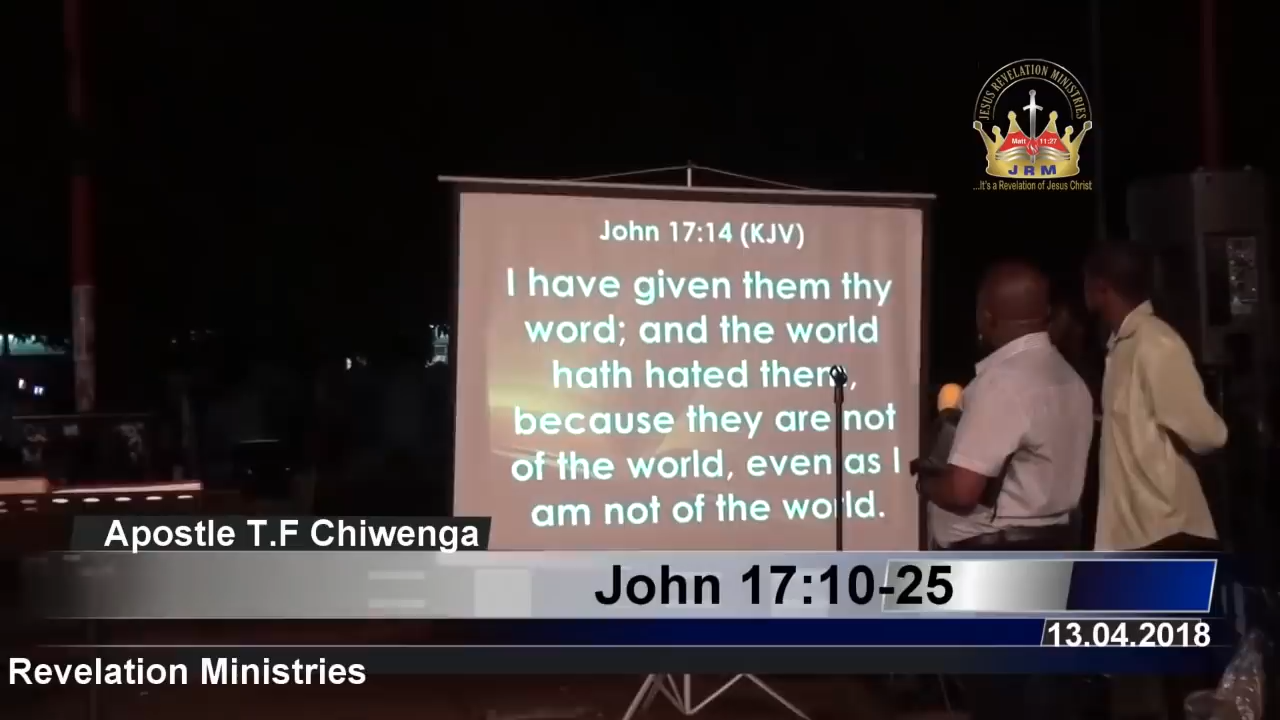 JESUS REVELATION MINISTRIES
Matt 11:27
JRM
...It's a Revelation of Jesus Christ
John 17:14 (KJV)
I have given them thy
word; and the world
hath hated them,
because they are not
of the world, even as I
am not of the world.
Apostle T.F Chiwenga
John 17:10-25
13.04.2018
Revelation Ministries